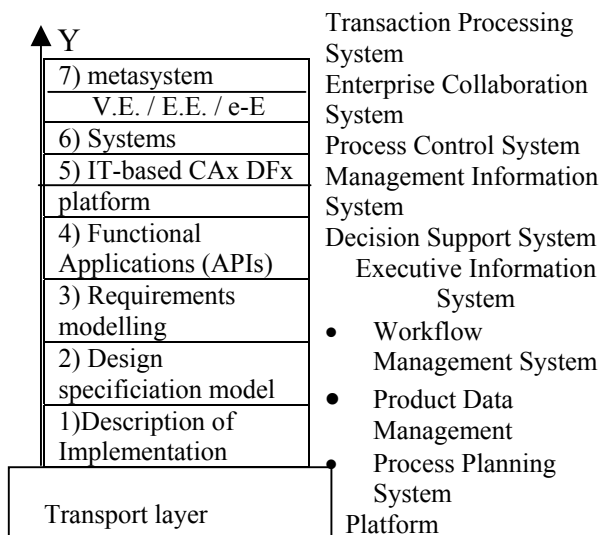 Y
7) metasystem
V.E. / E.E. / e-E
6) Systems
5) IT-based CAx DFx
platform
4) Functional
Applications (APIs)
3) Requirements
modelling
2) Design
specificiation model
1)Description of
Implementation
Transport layer
Transaction Processing
System
Enterprise Collaboration
System
Process Control System
Management Information
System
Decision Support System
Executive Information
System
• Workflow
Management System
• Product Data
Management
• Process Planning
System
Platform